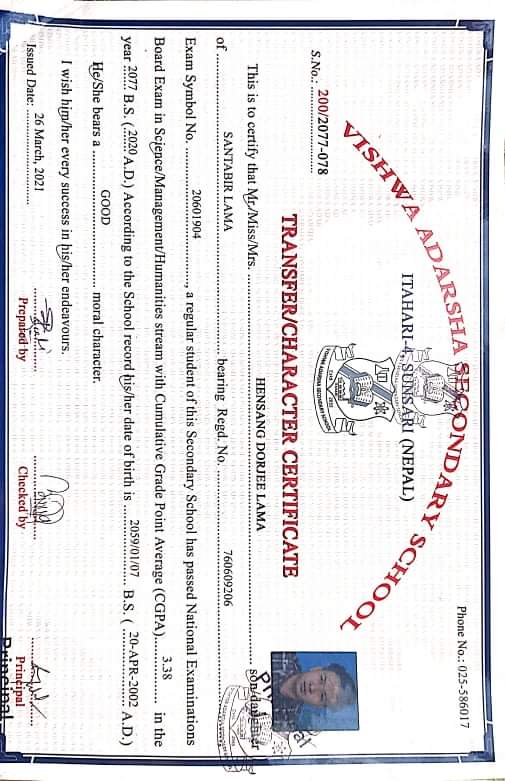 Phone No.: 025-586017
VISHWA ADARSHA SECONDARY SCHOOL
ITAHARI-4, SUNSARI (NEPAL)
S.No.: 200/2077-078
TRANSFER/CHARACTER CERTIFICATE
This is to certify that Mr./Miss/Mrs. HENSANG DORJEE LAMA son/daughter
of SANTABIR LAMA bearing Regd. No. 760609206
Exam Symbol No. 20601904, a regular student of this Secondary School has passed National Examinations
Board Exam in Science/Management/Humanities stream with Cumulative Grade Point Average (CGPA) 3.38 in the
year 2077 B.S. (2020 A.D.) According to the School record his/her date of birth is 2059/01/07 B.S. (20-APR-2002 A.D.)
He/She bears a GOOD moral character.
I wish him/her every success in his/her endeavours.
Issued Date: 26 March, 2021
Prepared by
Checked by
Principal
Principal